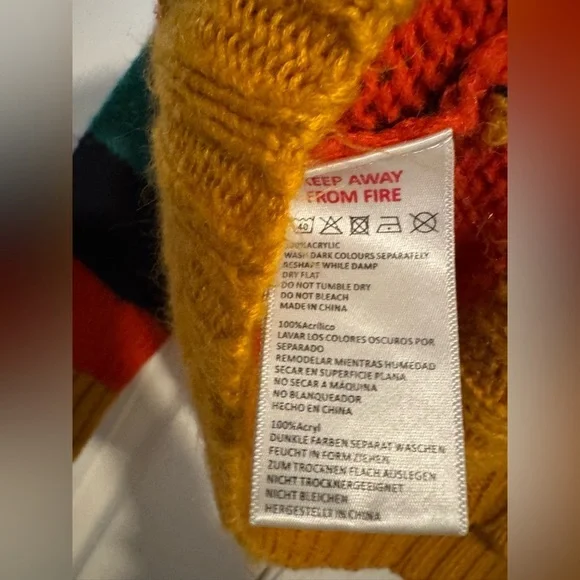 KEEP AWAY
FROM FIRE
40
100%ACRYLIC
WASH DARK COLOURS SEPARATELY
RESHAPE WHILE DAMP
DRY FLAT
DO NOT TUMBLE DRY
DO NOT BLEACH
MADE IN CHINA
100%Acrílico
LAVAR LOS COLORES OSCUROS POR
SEPARADO
REMODELAR MIENTRAS HUMEDAD
SECAR EN SUPERFICIE PLANA
NO SECAR A MÁQUINA
NO BLANQUEADOR
HECHO EN CHINA
100%Acryl
DUNKLE FARBEN SEPARAT WASCHEN
FEUCHT IN FORM ZIEHEN
ZUM TROCKNEN FLACH AUSLEGEN
NICHT TROCKNERGEEIGNET
NICHT BLEICHEN
HERGESTELLT IN CHINA